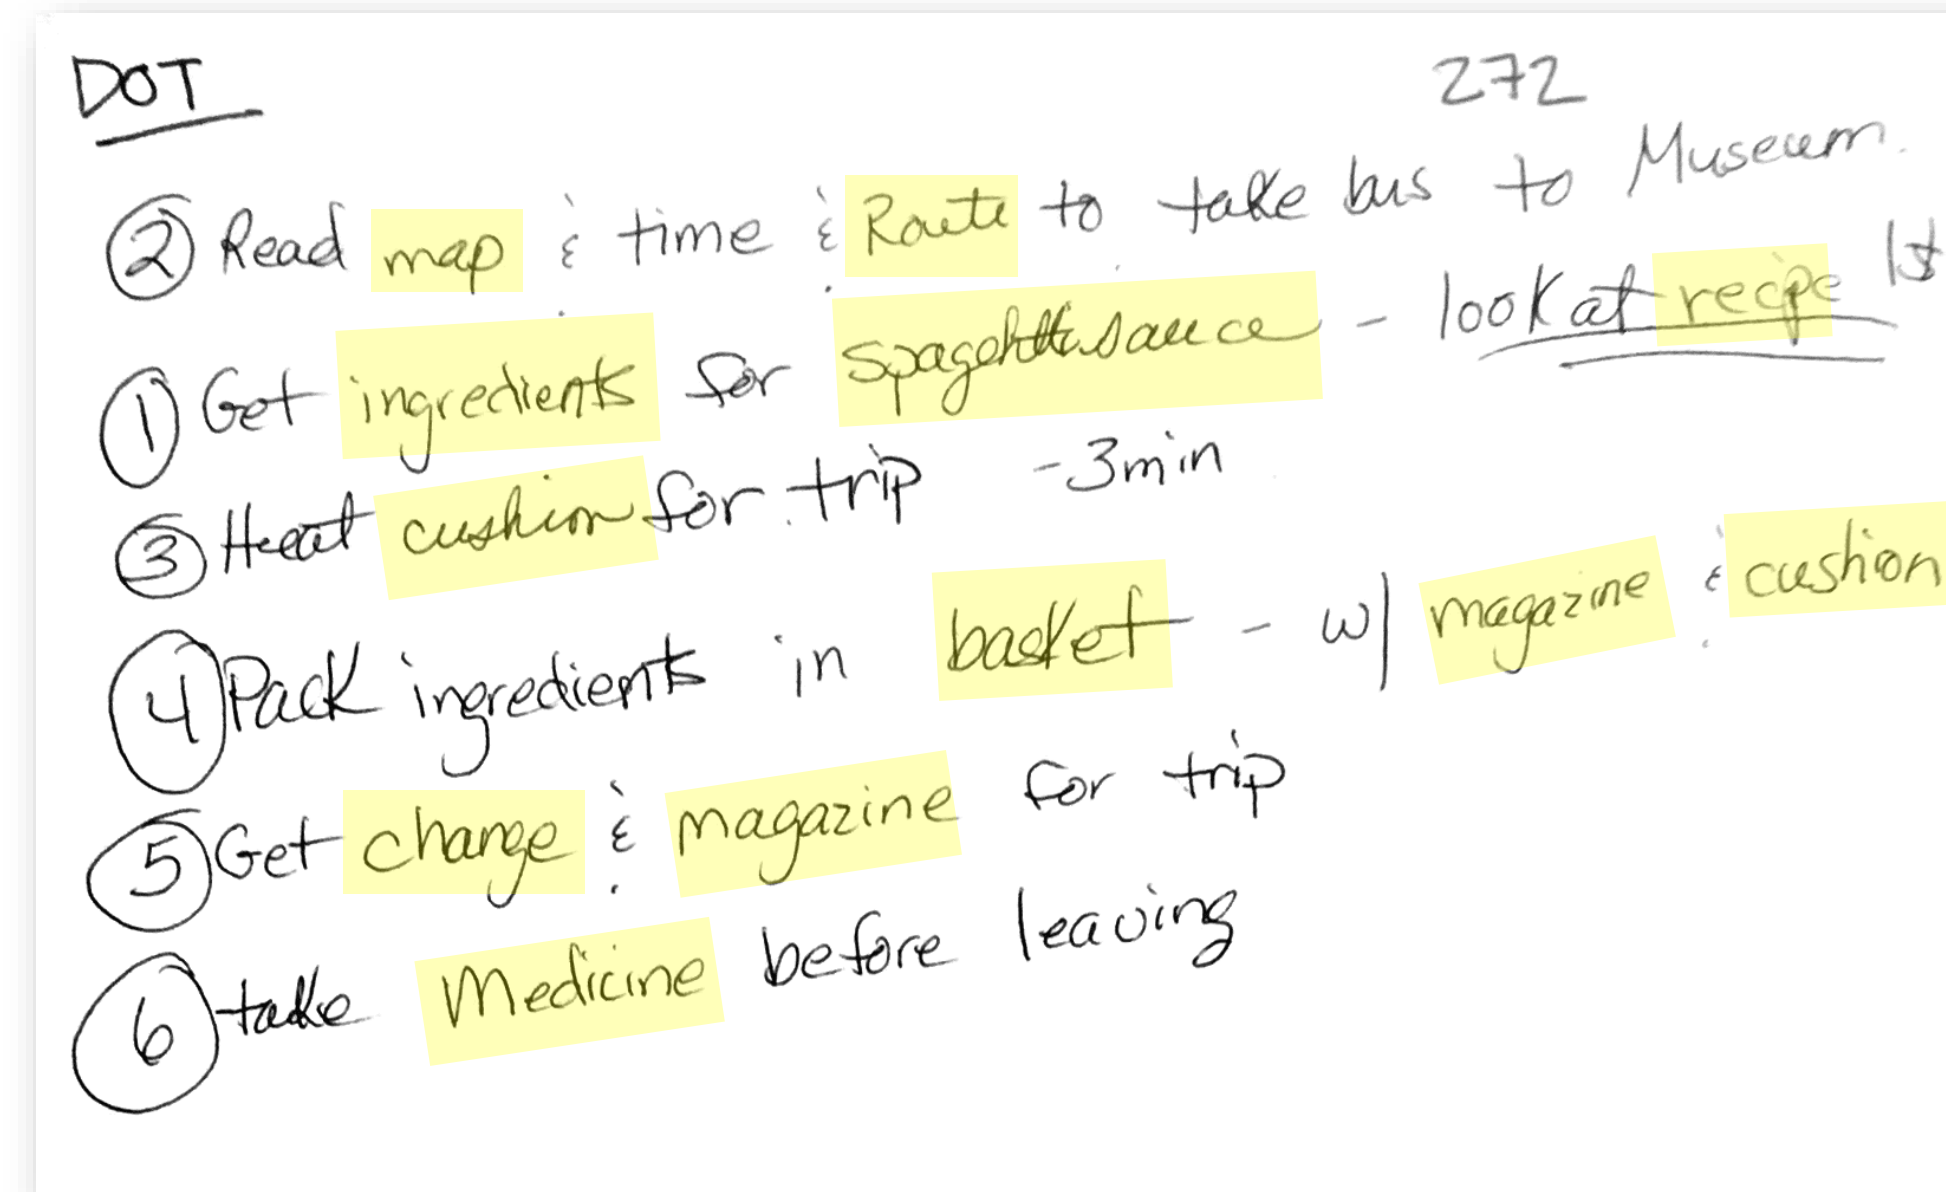 DOT
272
② Read map & time & Route to take bus to Museum.
① Get ingredients for spaghetti sauce - look at recipe 1st
③ Heat cushion for trip - 3min
④ Pack ingredients in basket - w/ magazine & cushion
⑤ Get change & magazine for trip
⑥ take Medicine before leaving